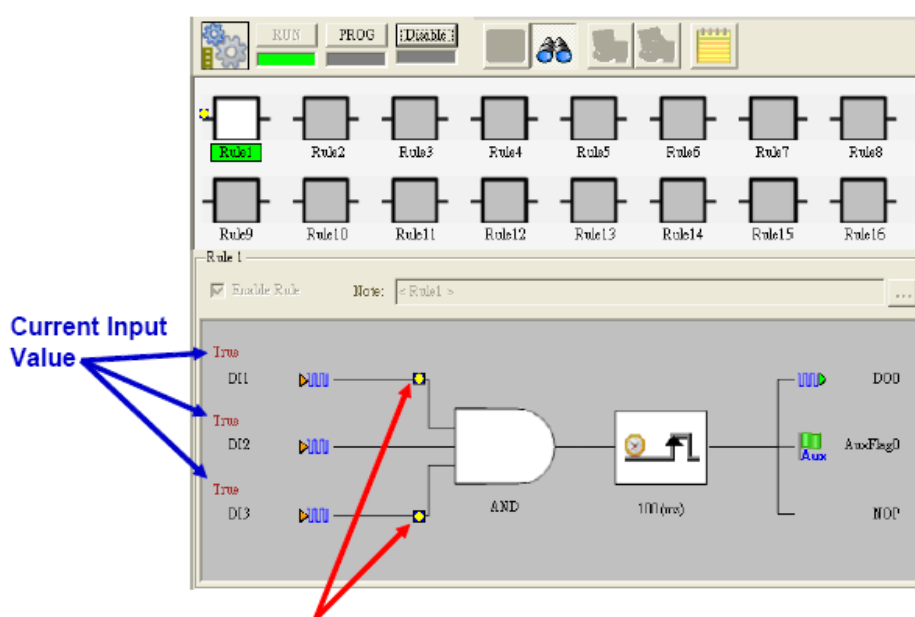 RUN PROG Disable
Rule1 Rule2 Rule3 Rule4 Rule5 Rule6 Rule7 Rule8
Rule9 Rule10 Rule11 Rule12 Rule13 Rule14 Rule15 Rule16
Rule 1
Enable Rule Note: < Rule1 > ...
Current Input
Value
True
DI1 DO0
True
DI2 Aux AuxFlag0
True
DI3 AND 100 (ms) NOP